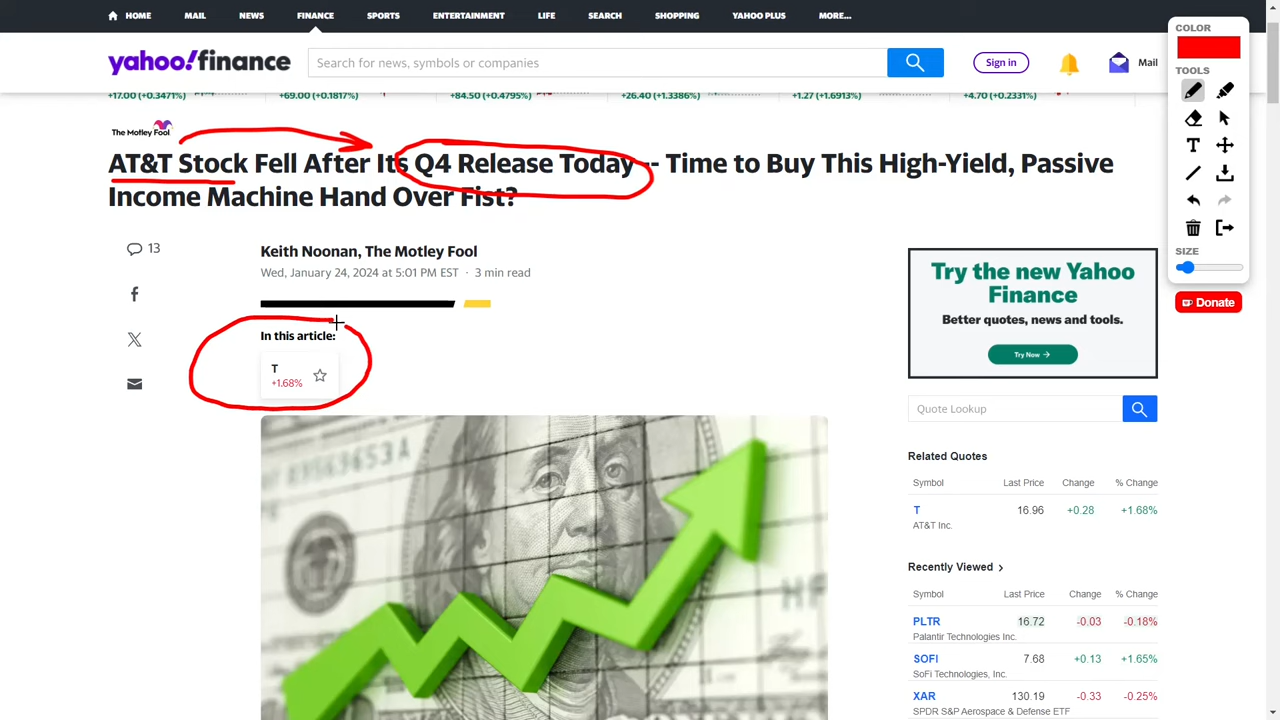 HOME MAIL NEWS FINANCE SPORTS ENTERTAINMENT LIFE SEARCH SHOPPING YAHOO PLUS MORE...
yahoo!finance
Search for news, symbols or companies
Sign in
Mail
+17.00 (+0.3471%) +69.00 (+0.1817%) +84.50 (+0.4795%) +26.40 (+1.3386%) +1.27 (+1.6913%) +4.70 (+0.2331%)
The Motley Fool
AT&T Stock Fell After Its Q4 Release Today -- Time to Buy This High-Yield, Passive
Income Machine Hand Over Fist?
13
Keith Noonan, The Motley Fool
Wed, January 24, 2024 at 5:01 PM EST · 3 min read
In this article:
T
+1.68%
Try the new Yahoo
Finance
Better quotes, news and tools.
Try Now →
Quote Lookup
Related Quotes
Symbol Last Price Change % Change
T 16.96 +0.28 +1.68%
AT&T Inc.
Recently Viewed >
Symbol Last Price Change % Change
PLTR 16.72 -0.03 -0.18%
Palantir Technologies Inc.
SOFI 7.68 +0.13 +1.65%
SoFi Technologies, Inc.
XAR 130.19 -0.33 -0.25%
SPDR S&P Aerospace & Defense ETF
COLOR
TOOLS
T
SIZE
Donate